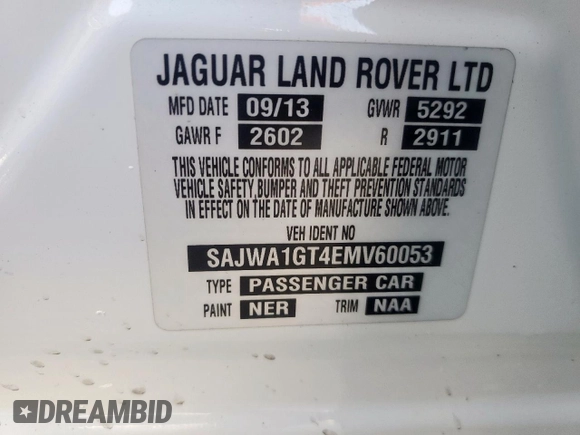 JAGUAR LAND ROVER LTD
MFD DATE 09/13 GVWR 5292
GAWR F 2602 R 2911
THIS VEHICLE CONFORMS TO ALL APPLICABLE FEDERAL MOTOR
VEHICLE SAFETY,BUMPER AND THEFT PREVENTION STANDARDS
IN EFFECT ON THE DATE OF MANUFACTURE SHOWN ABOVE.
VEH IDENT NO
SAJWA1GT4EMV60053
TYPE PASSENGER CAR
PAINT NER TRIM NAA
DREAMBID